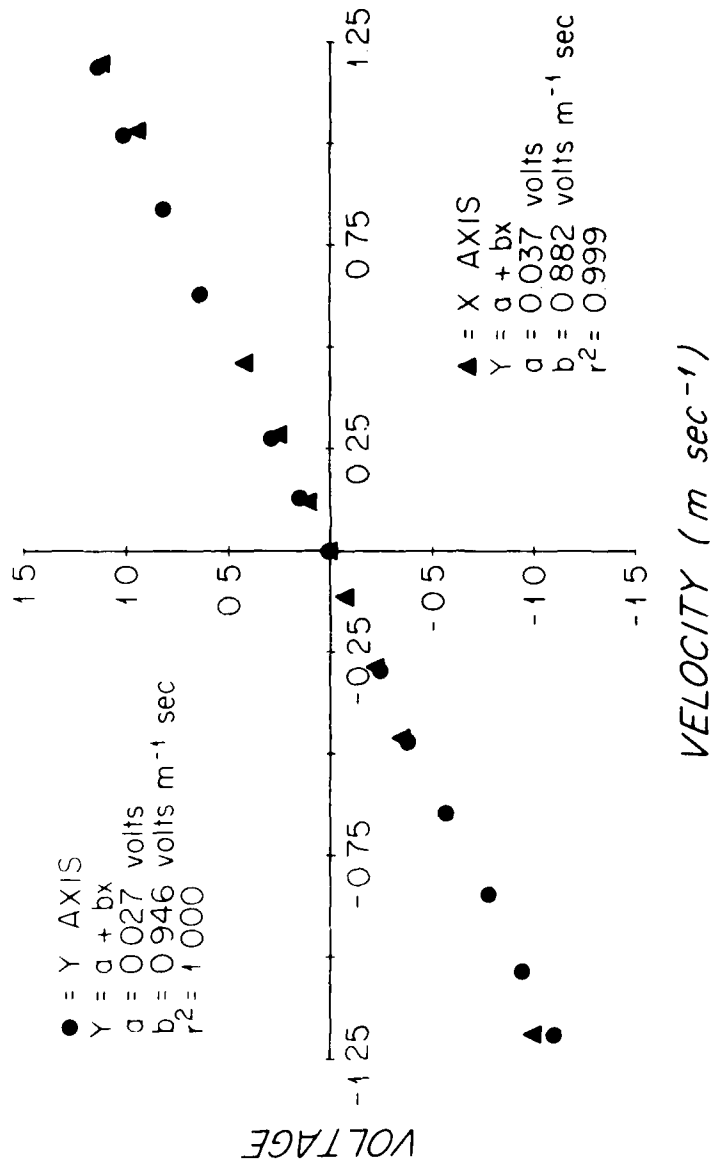 VOLTAGE
● = Y AXIS
Y = a + bx
a = 0.027 volts
b = 0.946 volts m⁻¹ sec
r² = 1.000
1.5
1.0
0.5
-0.5
-1.0
-1.5
-1.25
-0.75
-0.25
0.25
0.75
1.25
▲ = X AXIS
Y = a + bx
a = 0.037 volts
b = 0.882 volts m⁻¹ sec
r² = 0.999
VELOCITY (m sec⁻¹)